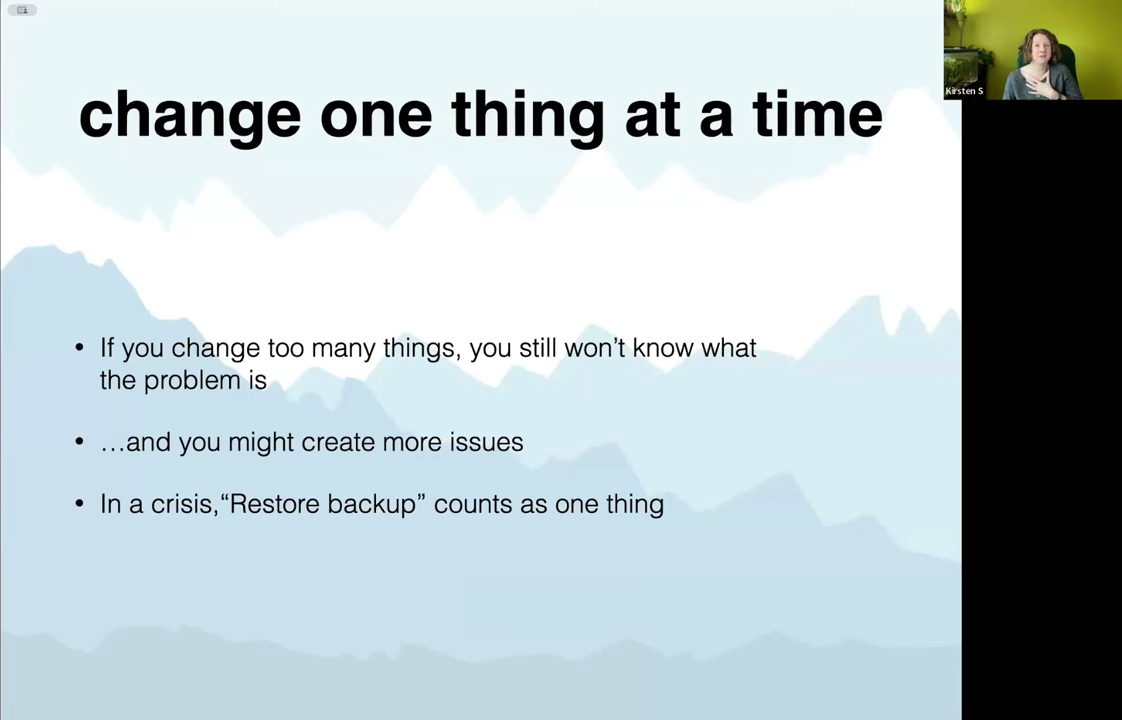 change one thing at a time
Kirsten S
• If you change too many things, you still won’t know what
the problem is
• …and you might create more issues
• In a crisis,“Restore backup” counts as one thing